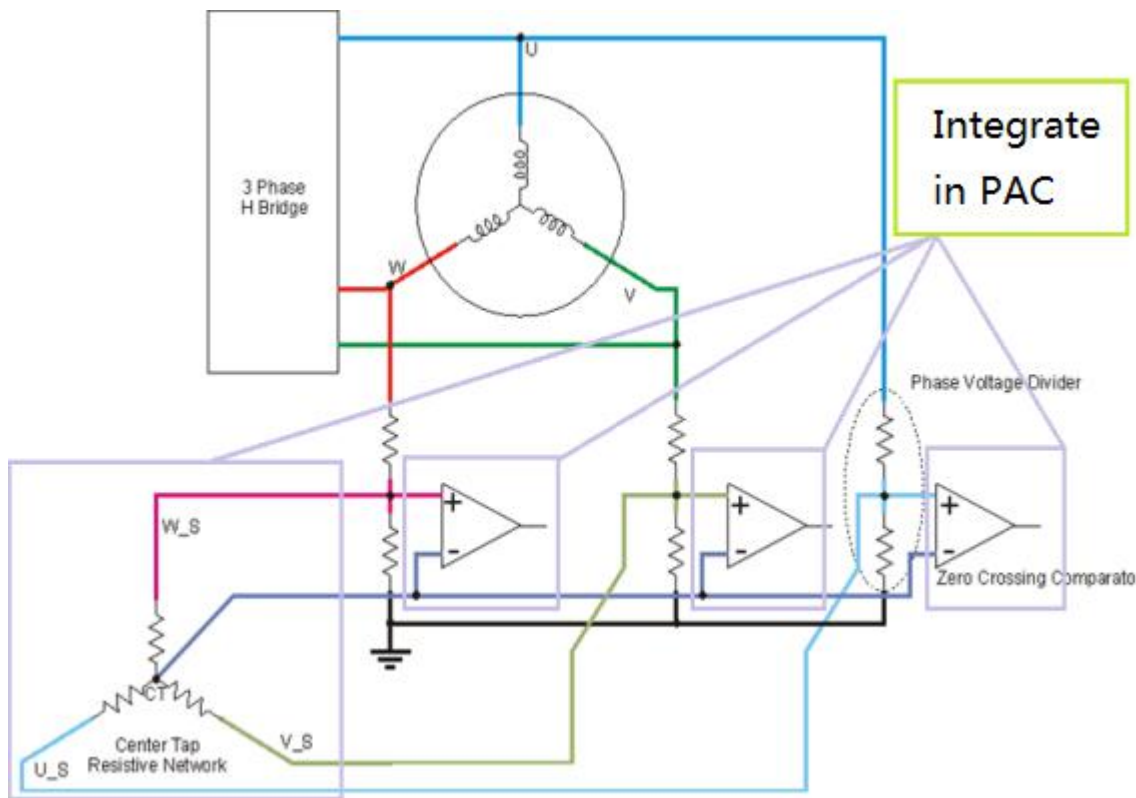 U
Integrate
in PAC
3 Phase
H Bridge
W
V
Phase Voltage Divider
+
-
+
-
+
-
W_S
Zero Crossing Comparato
CT
Center Tap
Resistive Network
V_S
U_S